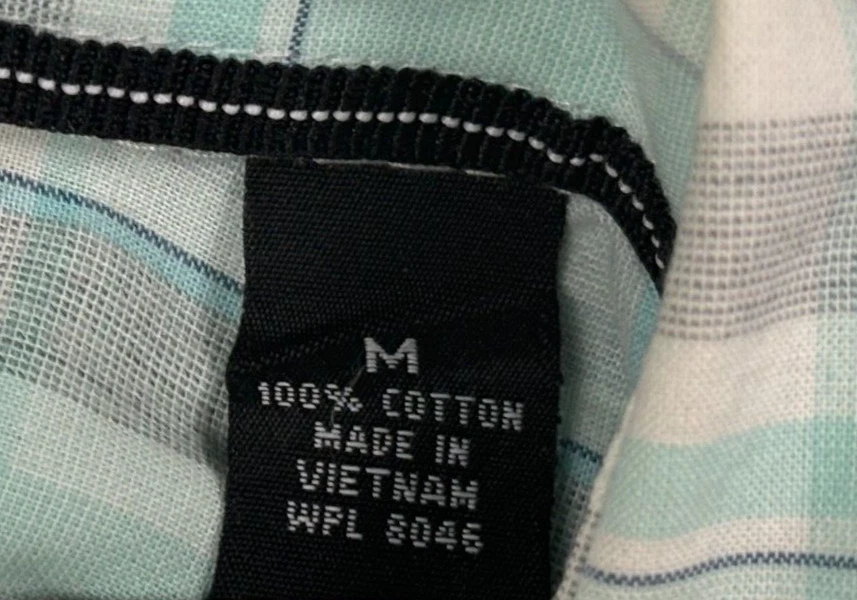 M
100% COTTON
MADE IN
VIETNAM
WPL 8046